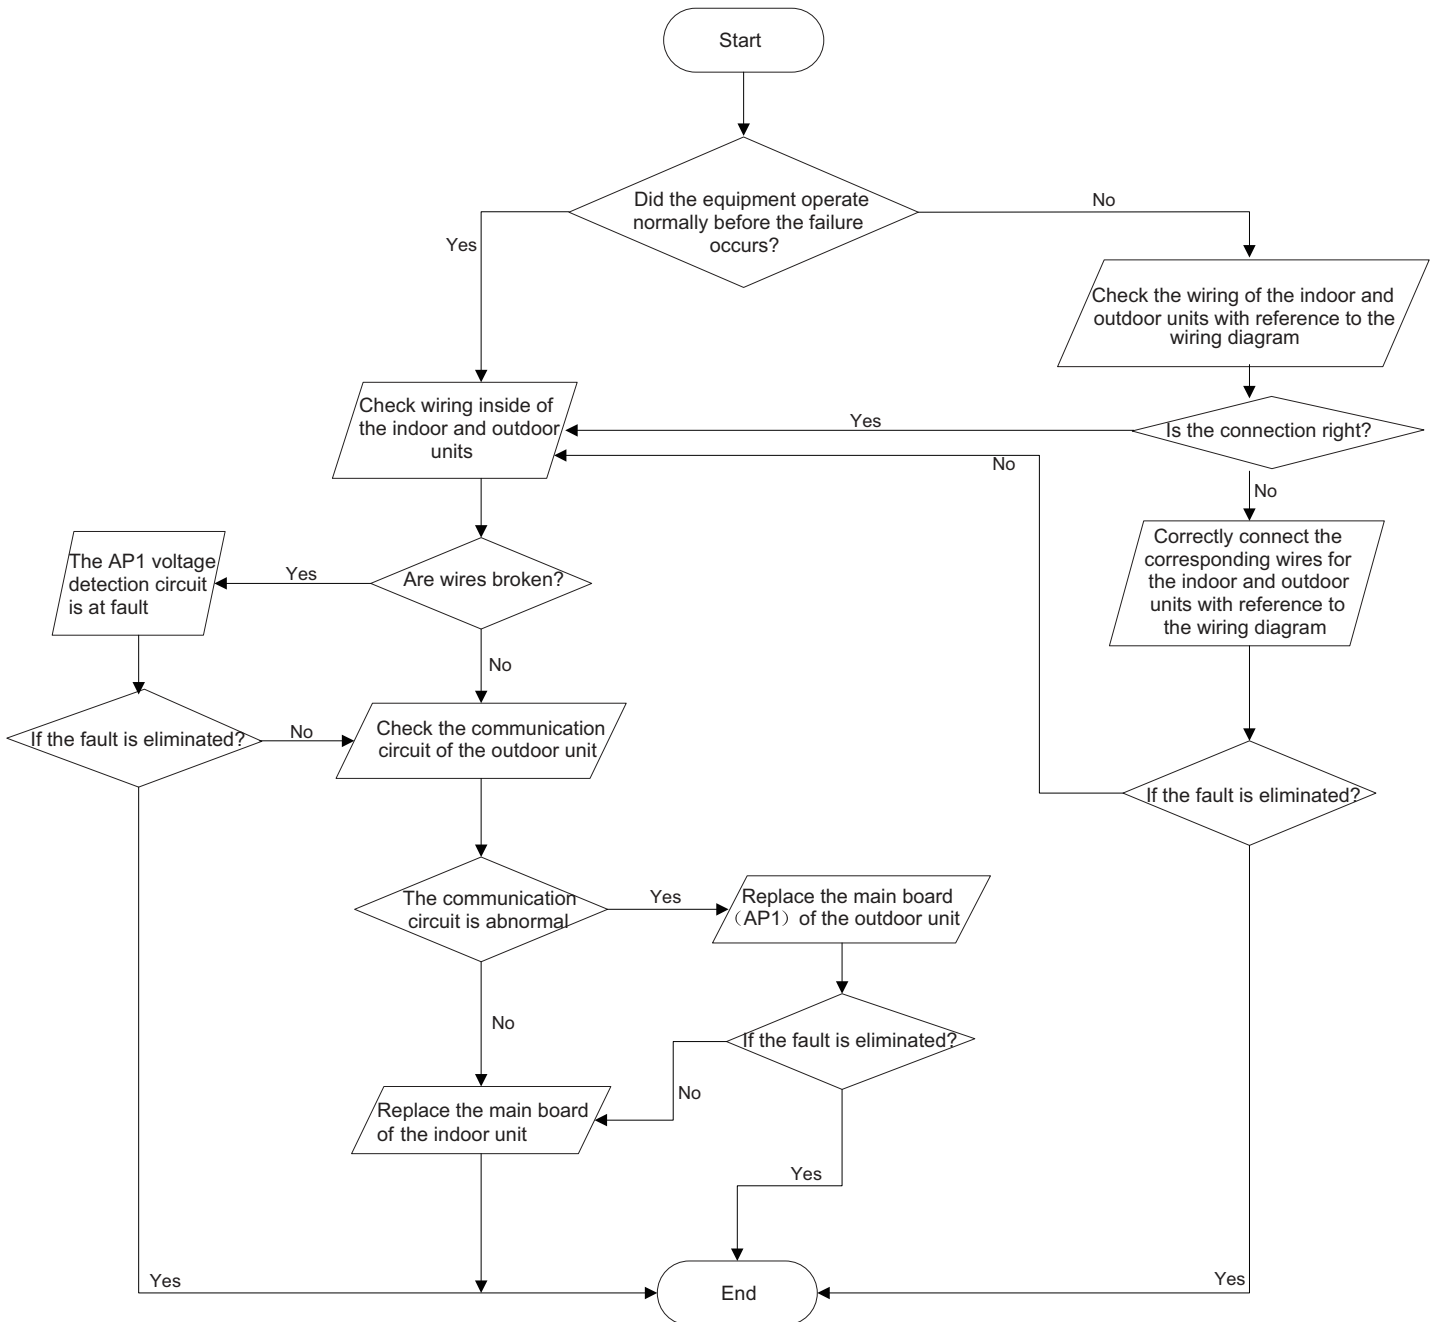 Start
Did the equipment operate
normally before the failure
occurs?
Yes
No
Check the wiring of the indoor and
outdoor units with reference to the
wiring diagram
Check wiring inside of
the indoor and outdoor
units
Yes
Is the connection right?
No
No
Correctly connect the
corresponding wires for
the indoor and outdoor
units with reference to
the wiring diagram
The AP1 voltage
detection circuit
is at fault
Yes
Are wires broken?
No
If the fault is eliminated?
No
Check the communication
circuit of the outdoor unit
If the fault is eliminated?
The communication
circuit is abnormal
Yes
Replace the main board
（AP1）of the outdoor unit
No
If the fault is eliminated?
No
Replace the main board
of the indoor unit
Yes
Yes
End
Yes